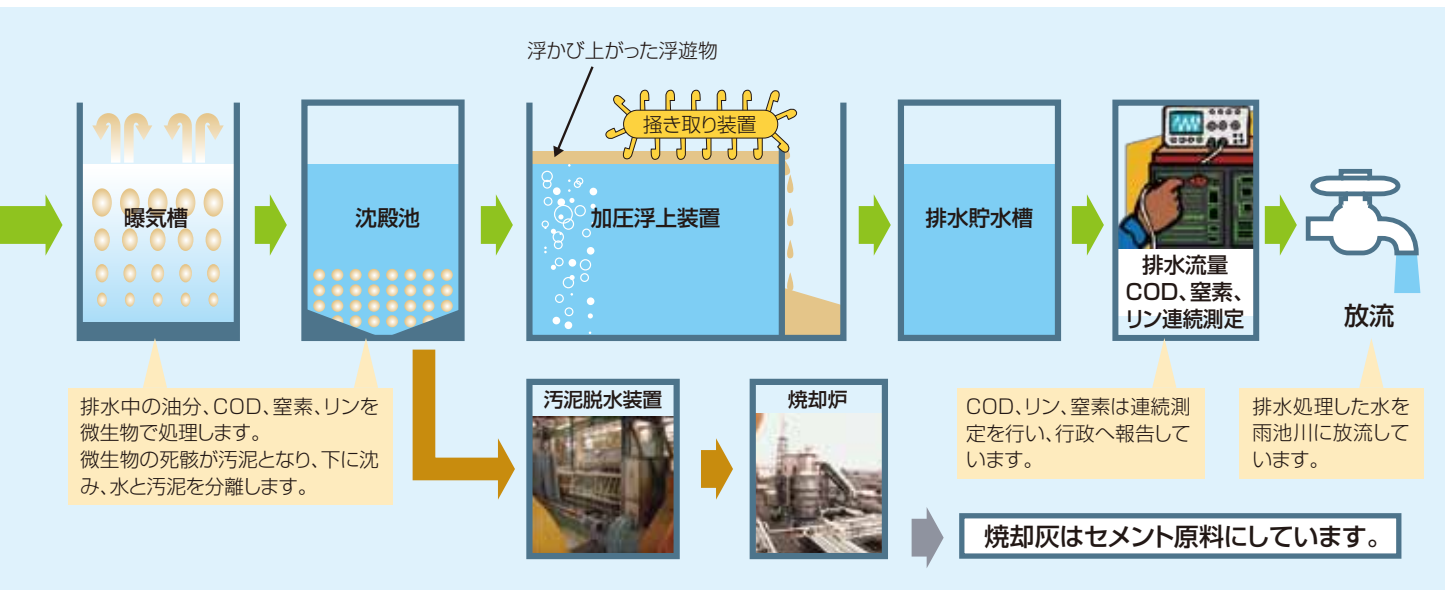 浮かび上がった浮遊物
掻き取り装置
曝気槽
沈殿池
加圧浮上装置
排水貯水槽
排水流量
COD、窒素、
リン連続測定
放流
排水中の油分、COD、窒素、リンを
微生物で処理します。
微生物の死骸が汚泥となり、下に沈
み、水と汚泥を分離します。
汚泥脱水装置
焼却炉
COD、リン、窒素は連続測
定を行い、行政へ報告して
います。
排水処理した水を
雨池川に放流して
います。
焼却灰はセメント原料にしています。